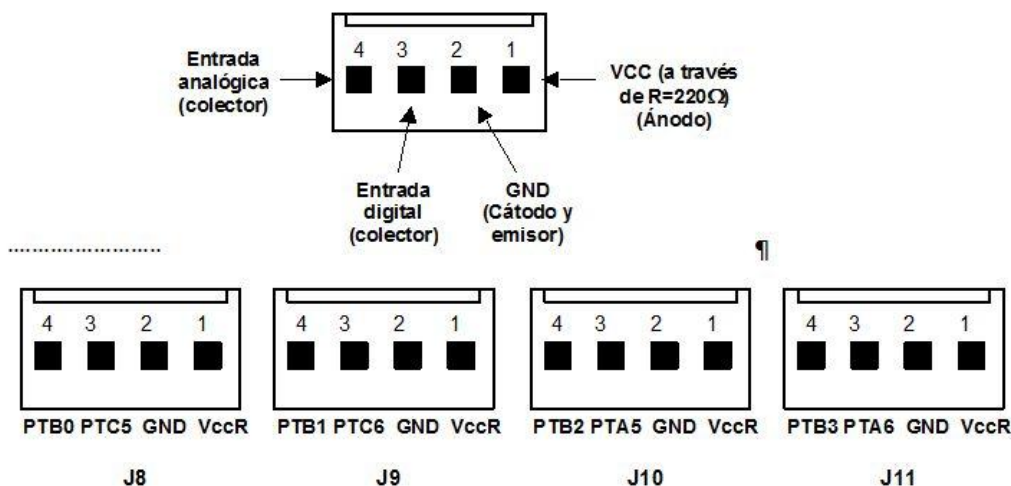 4 3 2 1
Entrada
analógica
(colector)
VCC (a través
de R=220Ω)
(Ánodo)
Entrada
digital
(colector)
GND
(Cátodo y
emisor)
........................ ¶
4 3 2 1
4 3 2 1
4 3 2 1
4 3 2 1
PTB0 PTC5 GND VccR
PTB1 PTC6 GND VccR
PTB2 PTA5 GND VccR
PTB3 PTA6 GND VccR
J8
J9
J10
J11